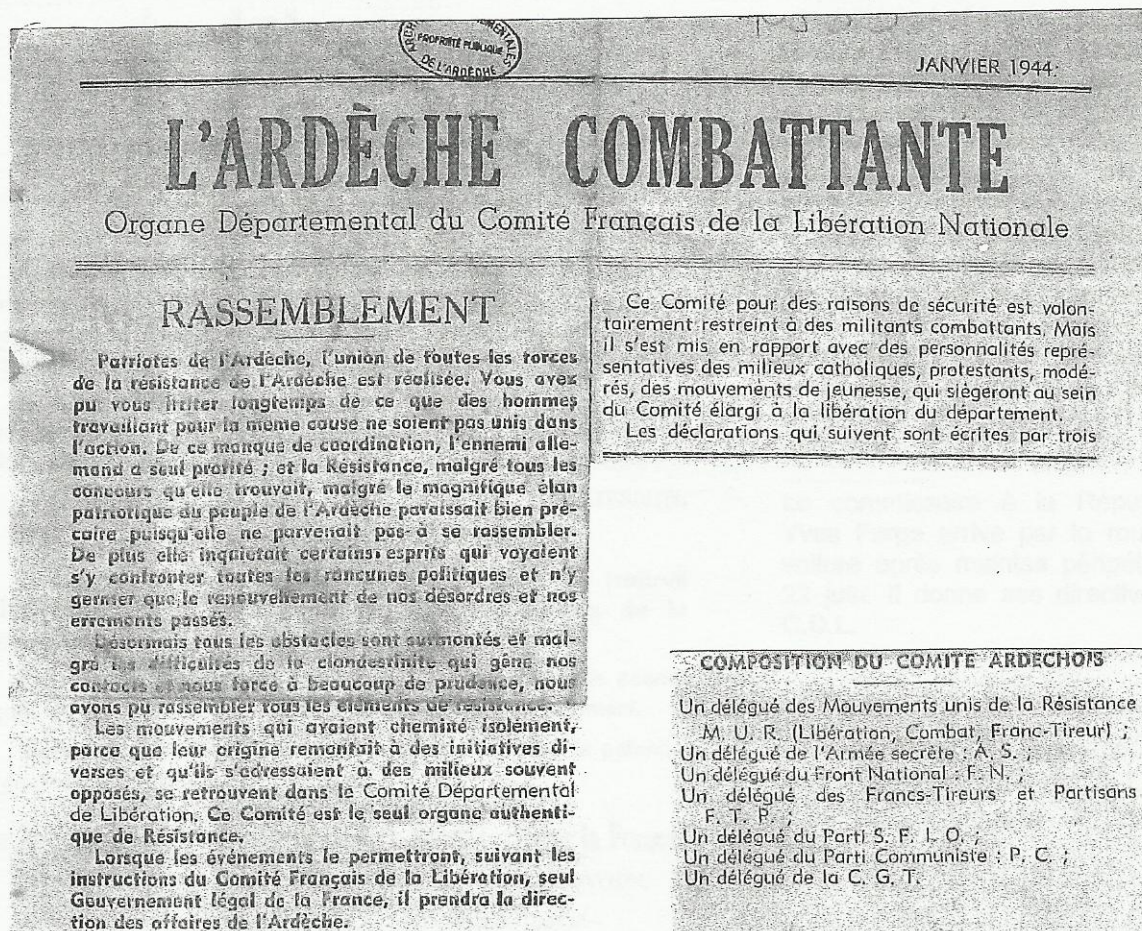 ARCHIVES DÉPARTEMENTALES
PROPRIÉTÉ PUBLIQUE
DE L'ARDÈCHE
JANVIER 1944
L'ARDÈCHE COMBATTANTE
Organe Départemental du Comité Français de la Libération Nationale
RASSEMBLEMENT
Patriotes de l'Ardèche, l'union de toutes les forces
de la résistance de l'Ardèche est réalisée. Vous avez
pu vous irriter longtemps de ce que des hommes
travaillant pour la même cause ne soient pas unis dans
l'action. De ce manque de coordination, l'ennemi alle-
mand a seul profité ; et la Résistance, malgré tous les
concours qu'elle trouvait, malgré le magnifique élan
patriotique du peuple de l'Ardèche paraissait bien pré-
caire puisqu'elle ne parvenait pas à se rassembler.
De plus elle inquiétait certains esprits qui voyaient
s'y confronter toutes les rancunes politiques et n'y
germer que le renouvellement de nos désordres et nos
errements passés.
Désormais tous les obstacles sont surmontés et mal-
gré les difficultés de la clandestinité qui gêne nos
contacts et nous force à beaucoup de prudence, nous
avons pu rassembler tous les éléments de résistance.
Les mouvements qui avaient cheminé isolément,
parce que leur origine remontait à des initiatives di-
verses et qu'ils s'adressaient à des milieux souvent
opposés, se retrouvent dans le Comité Départemental
de Libération. Ce Comité est le seul organe authenti-
que de Résistance.
Lorsque les événements le permettront, suivant les
instructions du Comité Français de la Libération, seul
Gouvernement légal de la France, il prendra la direc-
tion des affaires de l'Ardèche.
Ce Comité pour des raisons de sécurité est volon-
tairement restreint à des militants combattants. Mais
il s'est mis en rapport avec des personnalités repré-
sentatives des milieux catholiques, protestants, modé-
rés, des mouvements de jeunesse, qui siègeront au sein
du Comité élargi à la libération du département.
Les déclarations qui suivent sont écrites par trois
COMPOSITION DU COMITE ARDECHOIS
Un délégué des Mouvements unis de la Résistance
M. U. R. (Libération, Combat, Franc-Tireur) ;
Un délégué de l'Armée secrète : A. S. ;
Un délégué du Front National : F. N. ;
Un délégué des Francs-Tireurs et Partisans
F. T. P. ;
Un délégué du Parti S. F. I. O. ;
Un délégué du Parti Communiste : P. C. ;
Un délégué de la C. G. T.